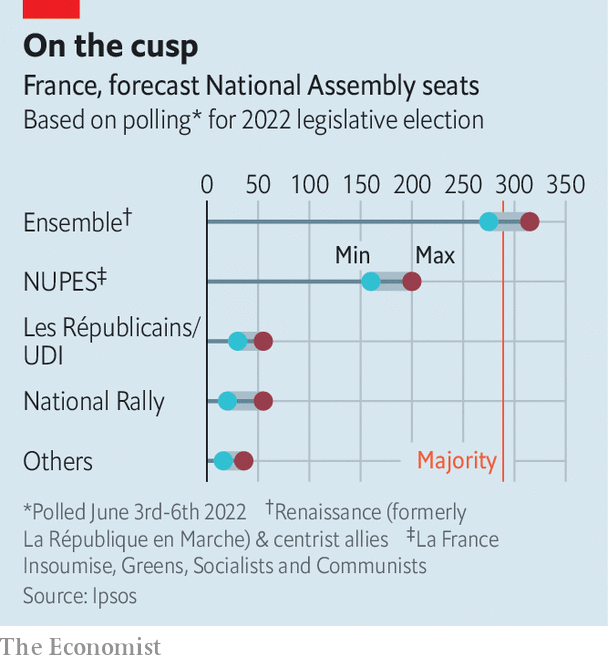 On the cusp
France, forecast National Assembly seats
Based on polling* for 2022 legislative election
0 50 100 150 200 250 300 350
Ensemble†
Min Max
NUPES‡
Les Républicains/
UDI
National Rally
Others
Majority
*Polled June 3rd-6th 2022 †Renaissance (formerly
La République en Marche) & centrist allies ‡La France
Insoumise, Greens, Socialists and Communists
Source: Ipsos
The Economist